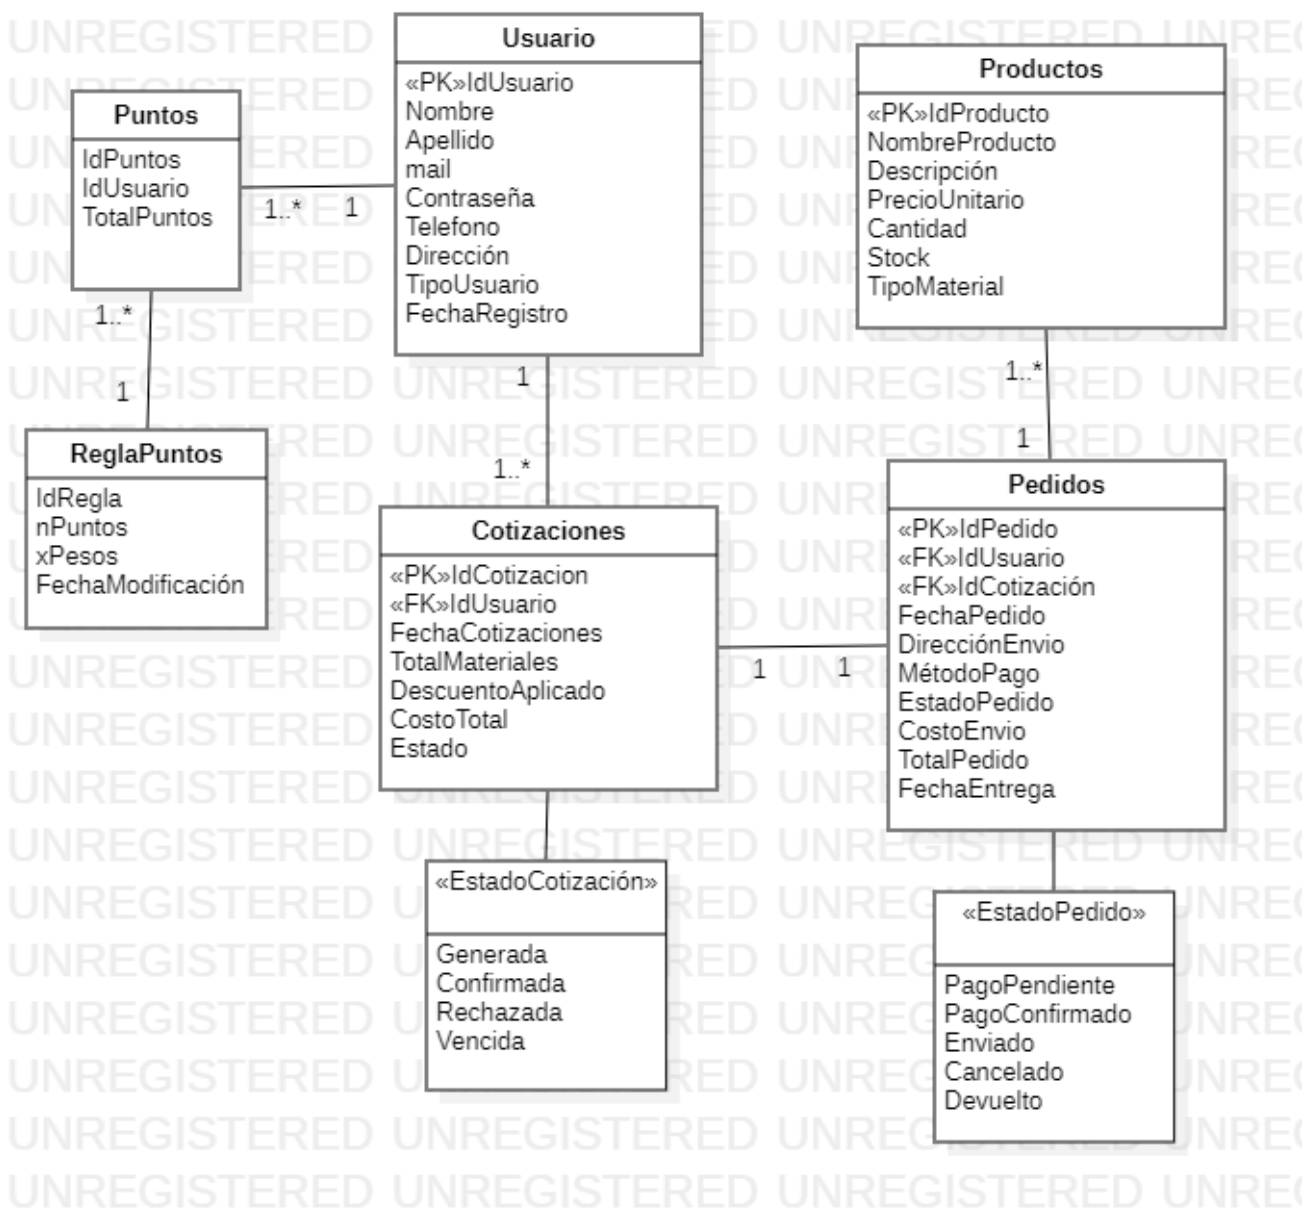 Usuario
«PK»IdUsuario
Nombre
Apellido
mail
Contraseña
Telefono
Dirección
TipoUsuario
FechaRegistro
Productos
«PK»IdProducto
NombreProducto
Descripción
PrecioUnitario
Cantidad
Stock
TipoMaterial
Puntos
IdPuntos
IdUsuario
TotalPuntos
1..*
1
1..*
1
ReglaPuntos
IdRegla
nPuntos
xPesos
FechaModificación
1
1..*
Cotizaciones
«PK»IdCotizacion
«FK»IdUsuario
FechaCotizaciones
TotalMateriales
DescuentoAplicado
CostoTotal
Estado
1..*
1
Pedidos
«PK»IdPedido
«FK»IdUsuario
«FK»IdCotización
FechaPedido
DirecciónEnvio
MétodoPago
EstadoPedido
CostoEnvio
TotalPedido
FechaEntrega
1
1
«EstadoCotización»
Generada
Confirmada
Rechazada
Vencida
«EstadoPedido»
PagoPendiente
PagoConfirmado
Enviado
Cancelado
Devuelto
UNREGISTERED